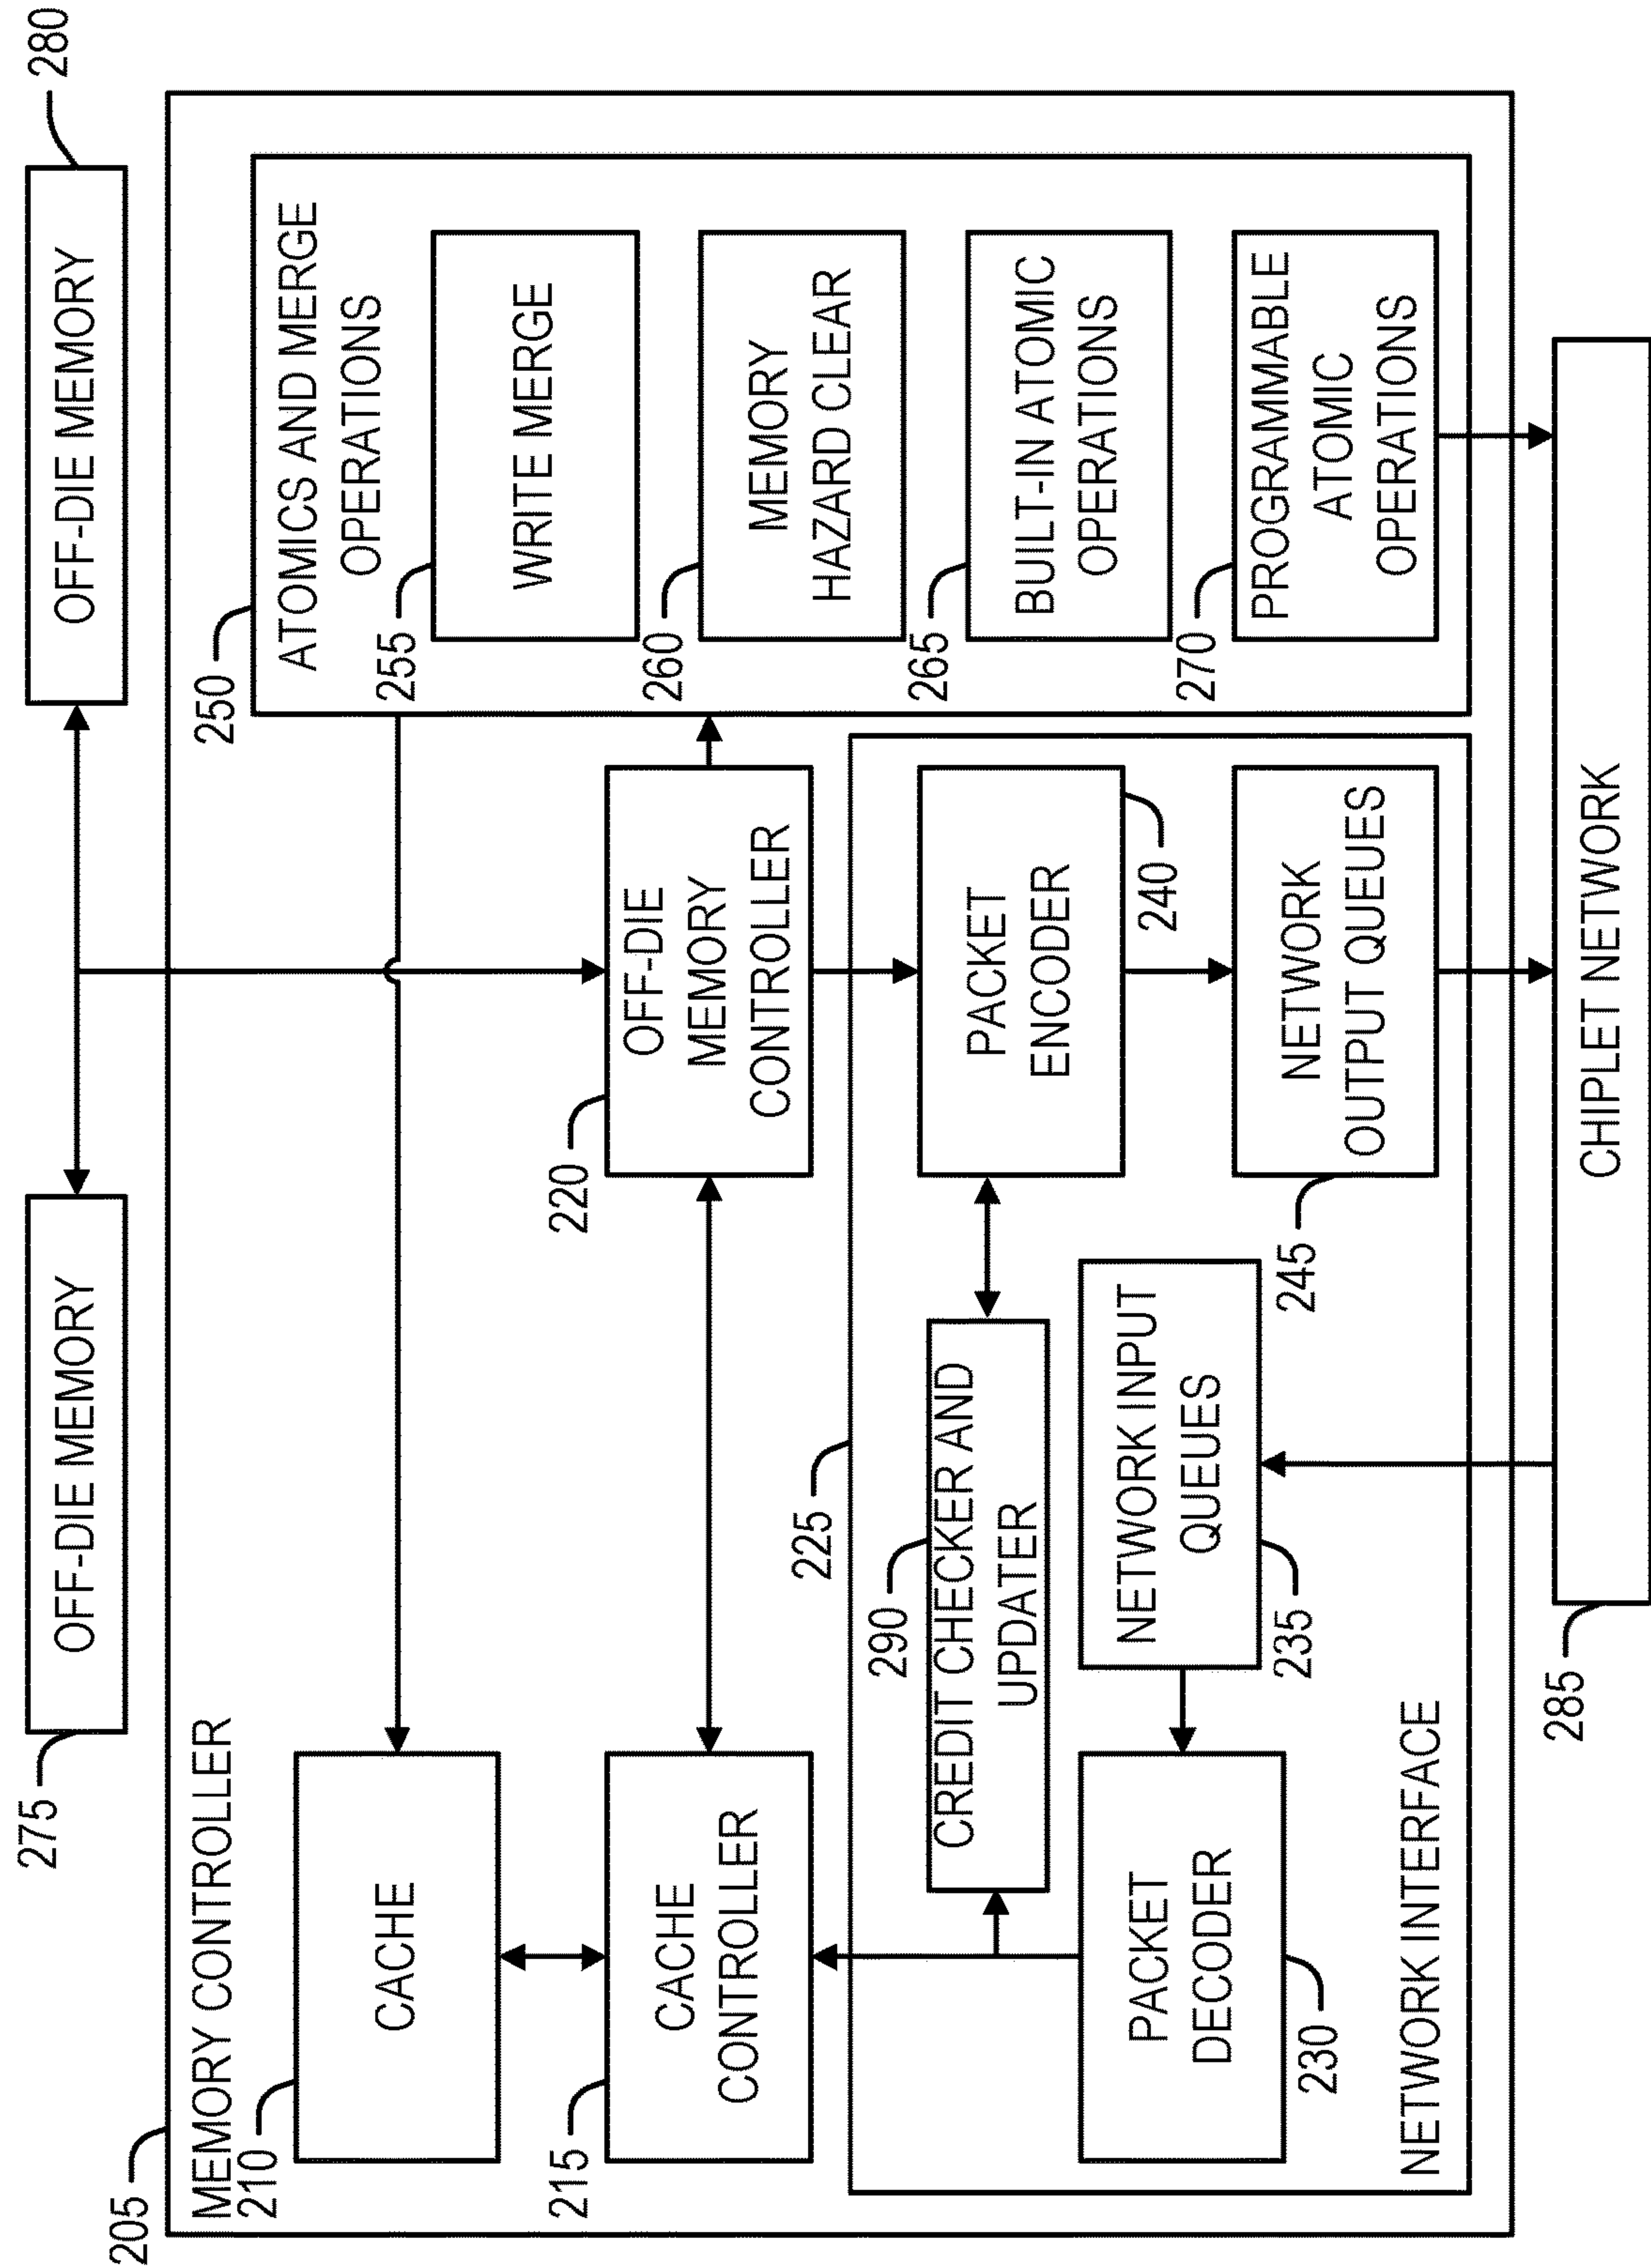 275
OFF-DIE MEMORY
OFF-DIE MEMORY
280
205
MEMORY CONTROLLER
210
CACHE
250
ATOMICS AND MERGE
OPERATIONS
255
WRITE MERGE
215
CACHE
CONTROLLER
220
OFF-DIE
MEMORY
CONTROLLER
260
MEMORY
HAZARD CLEAR
225
290
CREDIT CHECKER AND
UPDATER
PACKET
ENCODER
240
265
BUILT-IN ATOMIC
OPERATIONS
PACKET
DECODER
230
NETWORK INPUT
QUEUES
235
245
NETWORK
OUTPUT QUEUES
270
PROGRAMMABLE
ATOMIC
OPERATIONS
NETWORK INTERFACE
285
CHIPLET NETWORK